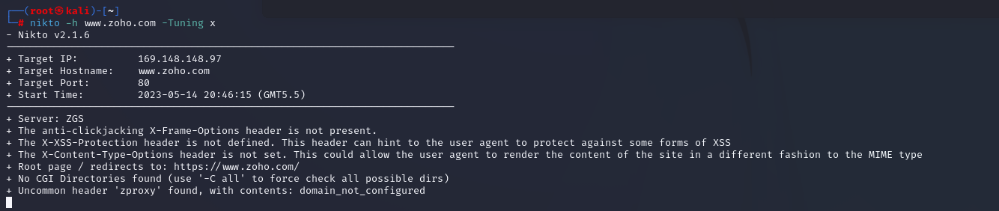 ┌──(root㉿kali)-[~]
└─# nikto -h www.zoho.com -Tuning x
- Nikto v2.1.6
---------------------------------------------------------------------------
+ Target IP:          169.148.148.97
+ Target Hostname:    www.zoho.com
+ Target Port:        80
+ Start Time:         2023-05-14 20:46:15 (GMT5.5)
---------------------------------------------------------------------------
+ Server: ZGS
+ The anti-clickjacking X-Frame-Options header is not present.
+ The X-XSS-Protection header is not defined. This header can hint to the user agent to protect against some forms of XSS
+ The X-Content-Type-Options header is not set. This could allow the user agent to render the content of the site in a different fashion to the MIME type
+ Root page / redirects to: https://www.zoho.com/
+ No CGI Directories found (use '-C all' to force check all possible dirs)
+ Uncommon header 'zproxy' found, with contents: domain_not_configured